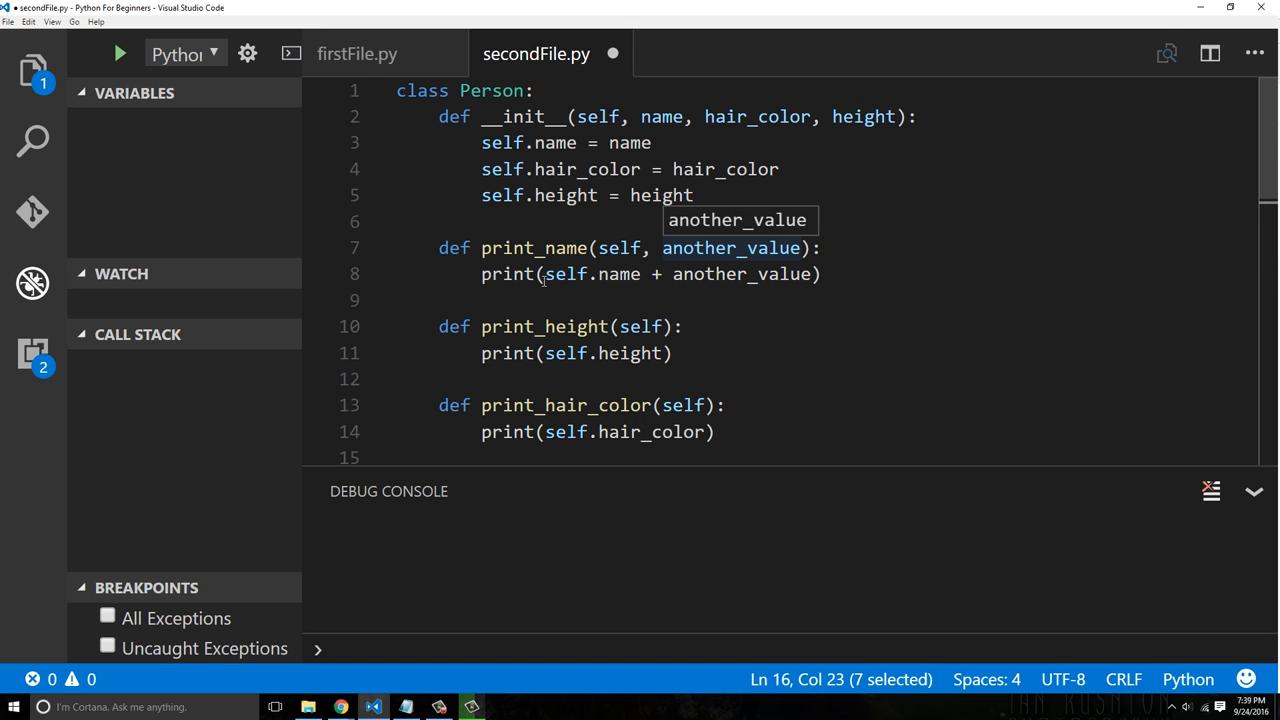 ● secondFile.py - Python For Beginners - Visual Studio Code
File Edit View Go Help
Python
firstFile.py
secondFile.py
1
VARIABLES
WATCH
CALL STACK
2
BREAKPOINTS
All Exceptions
Uncaught Exceptions
1 class Person:
2 def __init__(self, name, hair_color, height):
3 self.name = name
4 self.hair_color = hair_color
5 self.height = height
6
another_value
7 def print_name(self, another_value):
8 print(self.name + another_value)
9
10 def print_height(self):
11 print(self.height)
12
13 def print_hair_color(self):
14 print(self.hair_color)
15
DEBUG CONSOLE
0 0
Ln 16, Col 23 (7 selected) Spaces: 4 UTF-8 CRLF Python
I'm Cortana. Ask me anything.
7:39 PM
9/24/2016